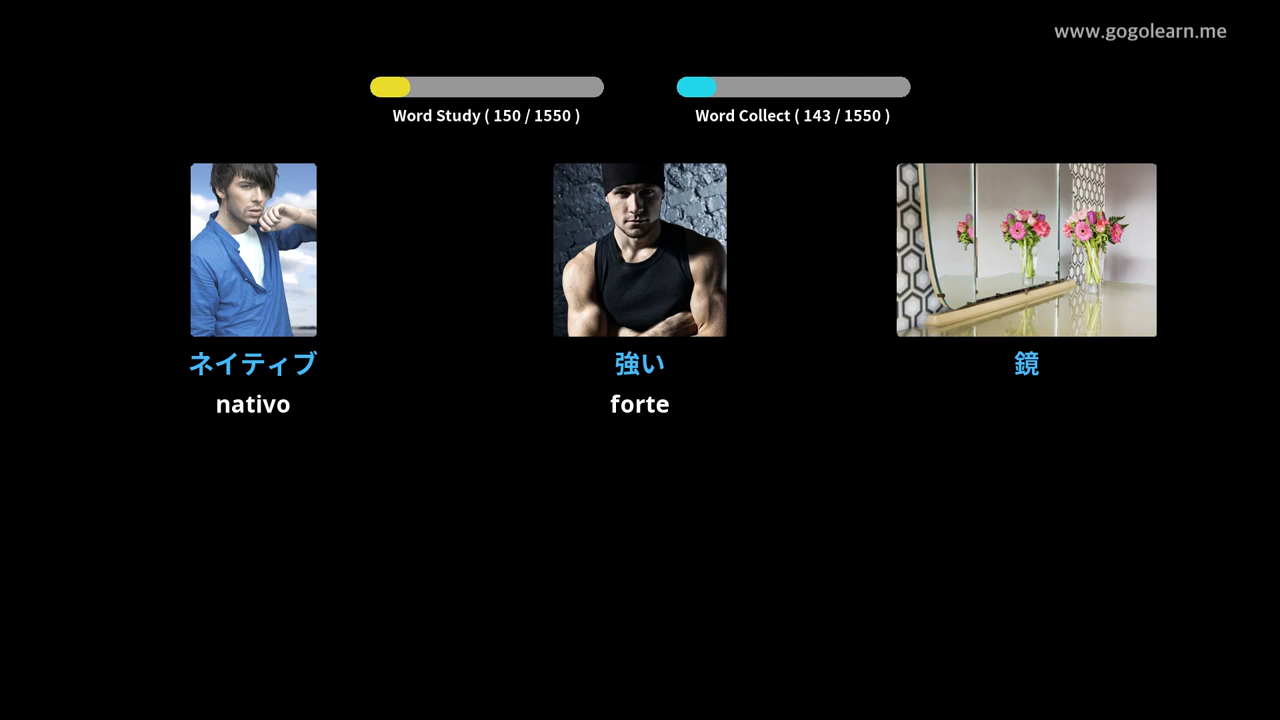 www.gogolearn.me
Word Study ( 150 / 1550 )
Word Collect ( 143 / 1550 )
ネイティブ
強い
鏡
nativo
forte